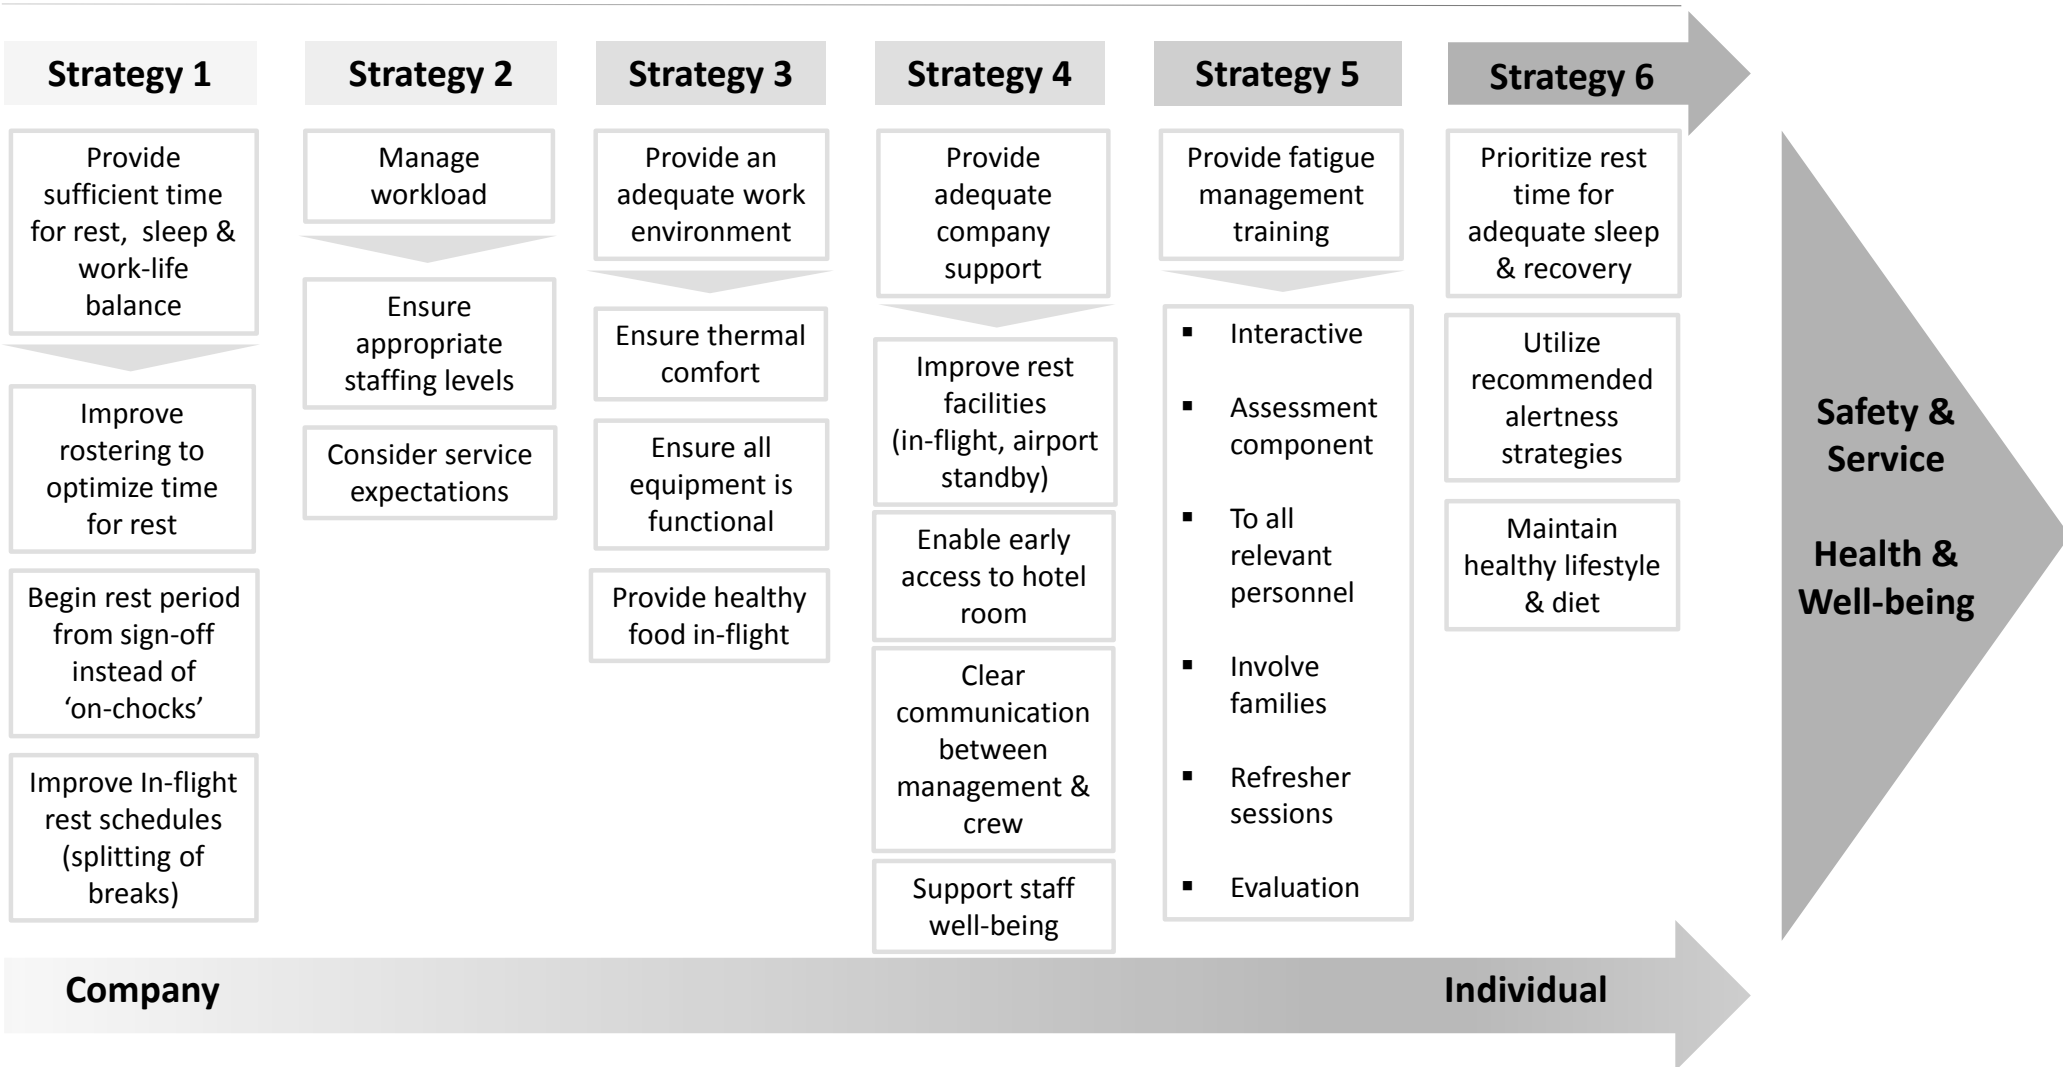 Strategy 1
Provide
sufficient time
for rest, sleep &
work-life
balance
Improve
rostering to
optimize time
for rest
Begin rest period
from sign-off
instead of
‘on-chocks’
Improve In-flight
rest schedules
(splitting of
breaks)
Strategy 2
Manage
workload
Ensure
appropriate
staffing levels
Consider service
expectations
Strategy 3
Provide an
adequate work
environment
Ensure thermal
comfort
Ensure all
equipment is
functional
Provide healthy
food in-flight
Strategy 4
Provide
adequate
company
support
Improve rest
facilities
(in-flight, airport
standby)
Enable early
access to hotel
room
Clear
communication
between
management &
crew
Support staff
well-being
Strategy 5
Provide fatigue
management
training
▪ Interactive
▪ Assessment
component
▪ To all
relevant
personnel
▪ Involve
families
▪ Refresher
sessions
▪ Evaluation
Strategy 6
Prioritize rest
time for
adequate sleep
& recovery
Utilize
recommended
alertness
strategies
Maintain
healthy lifestyle
& diet
Safety &
Service
Health &
Well-being
Company
Individual